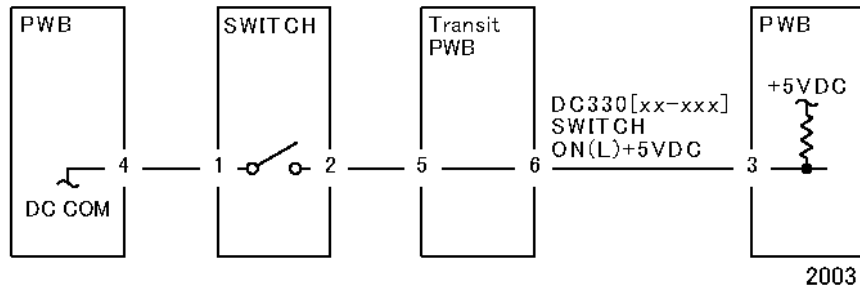 PWB
SWITCH
Transit
PWB
PWB
+5VDC
DC330[xx-xxx]
SWITCH
ON(L)+5VDC
4
1
2
5
6
3
DC COM
2003